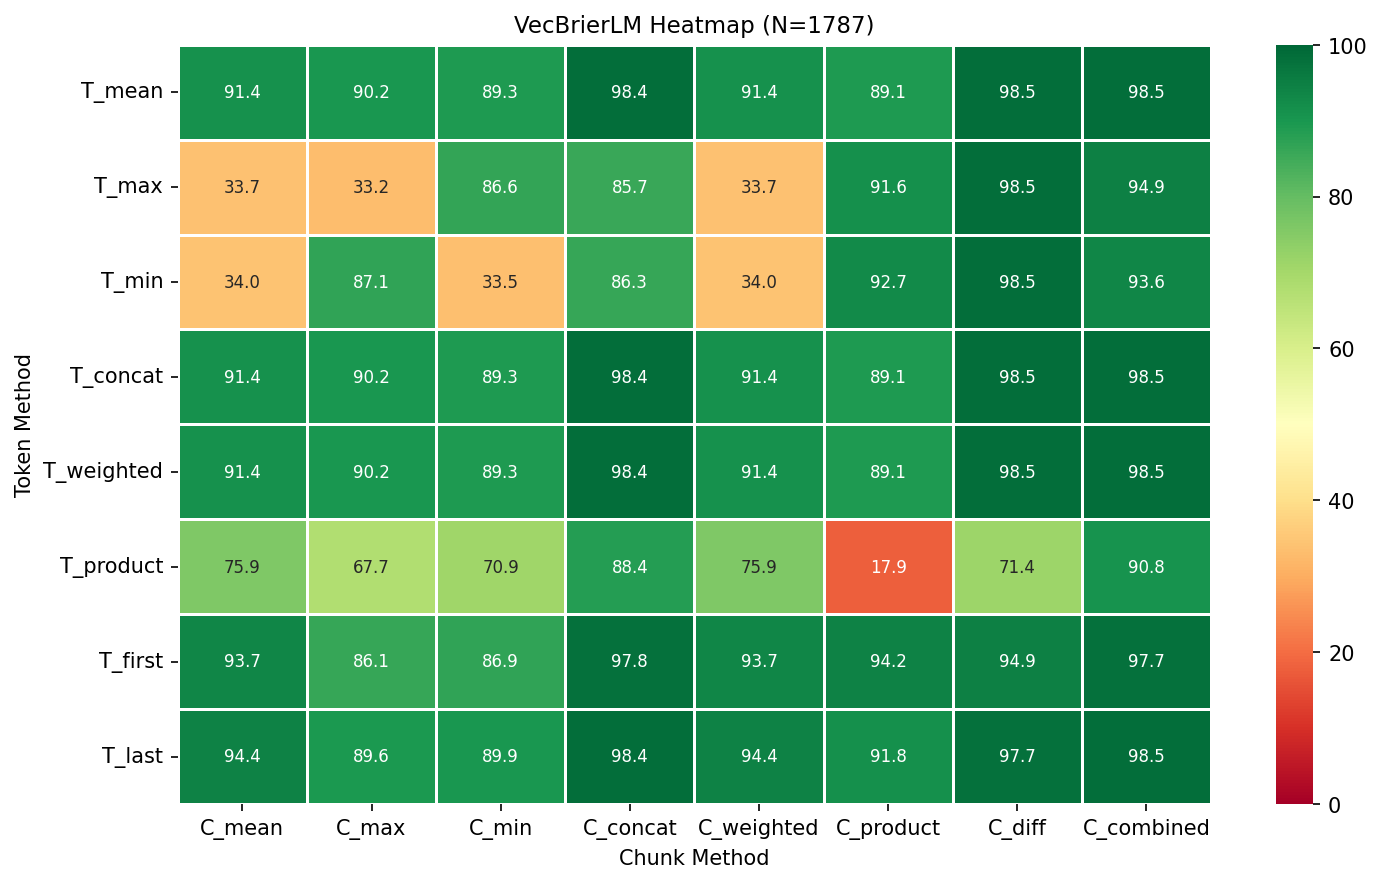 VecBrierLM Heatmap (N=1787)
Token Method
T_mean 91.4 90.2 89.3 98.4 91.4 89.1 98.5 98.5
T_max 33.7 33.2 86.6 85.7 33.7 91.6 98.5 94.9
T_min 34.0 87.1 33.5 86.3 34.0 92.7 98.5 93.6
T_concat 91.4 90.2 89.3 98.4 91.4 89.1 98.5 98.5
T_weighted 91.4 90.2 89.3 98.4 91.4 89.1 98.5 98.5
T_product 75.9 67.7 70.9 88.4 75.9 17.9 71.4 90.8
T_first 93.7 86.1 86.9 97.8 93.7 94.2 94.9 97.7
T_last 94.4 89.6 89.9 98.4 94.4 91.8 97.7 98.5
C_mean C_max C_min C_concat C_weighted C_product C_diff C_combined
Chunk Method
100
80
60
40
20
0